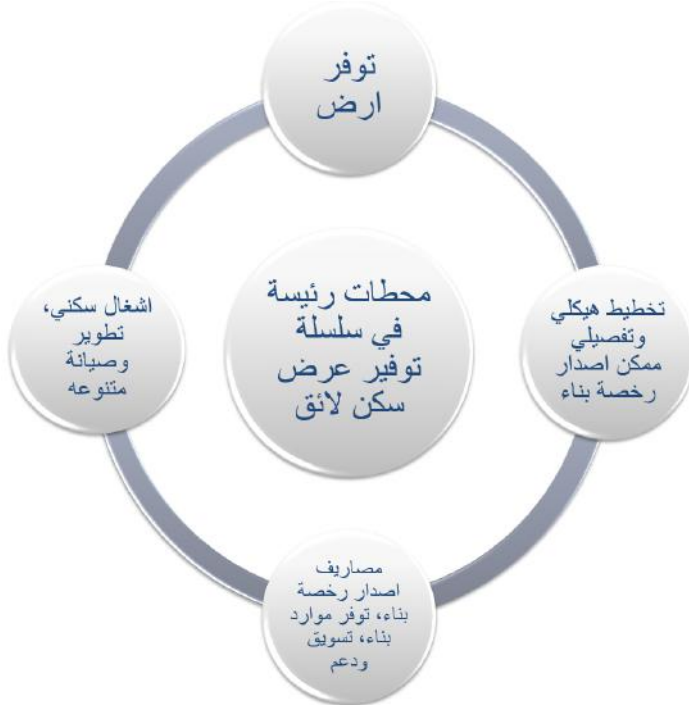 توفر
ارض
محطات رئيسة
في سلسلة
توفير عرض
سكن لائق
تخطيط هيكلي
وتفصيلي
ممكن اصدار
رخصة بناء
مصاريف
اصدار رخصة
بناء، توفر موارد
بناء، تسويق
ودعم
اشغال سكني،
تطوير
وصيانة
متنوعه